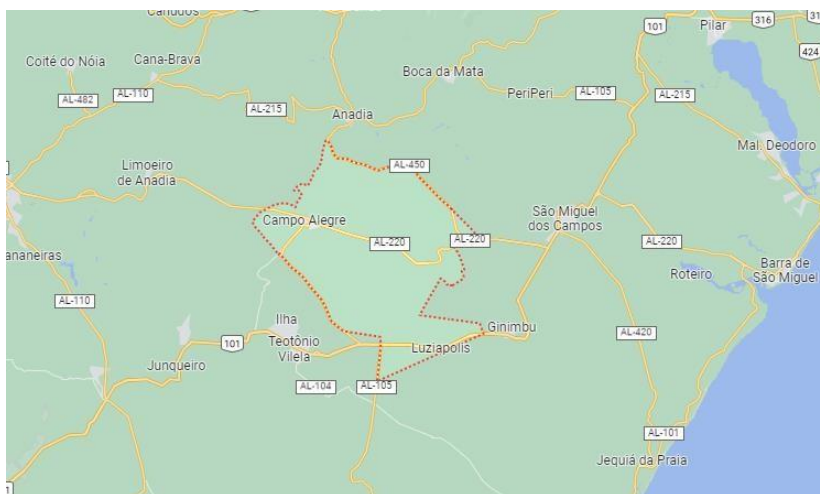 Canudos
101
Pilar
316
31
424
Coité do Nóia
Cana-Brava
Boca da Mata
AL-482
AL-110
PeriPeri
AL-105
AL-215
AL-215
Anadia
Mal. Deodoro
Limoeiro
de Anadia
AL-450
Campo Alegre
São Miguel
dos Campos
AL-220
AL-220
AL-220
ananeiras
Barra de
São Miguel
Roteiro
AL-110
Ilha
Ginimbu
AL-420
101
Teotônio
Vilela
Luziapolis
Junqueiro
AL-104
AL-105
AL-101
Jequiá da Praia
1